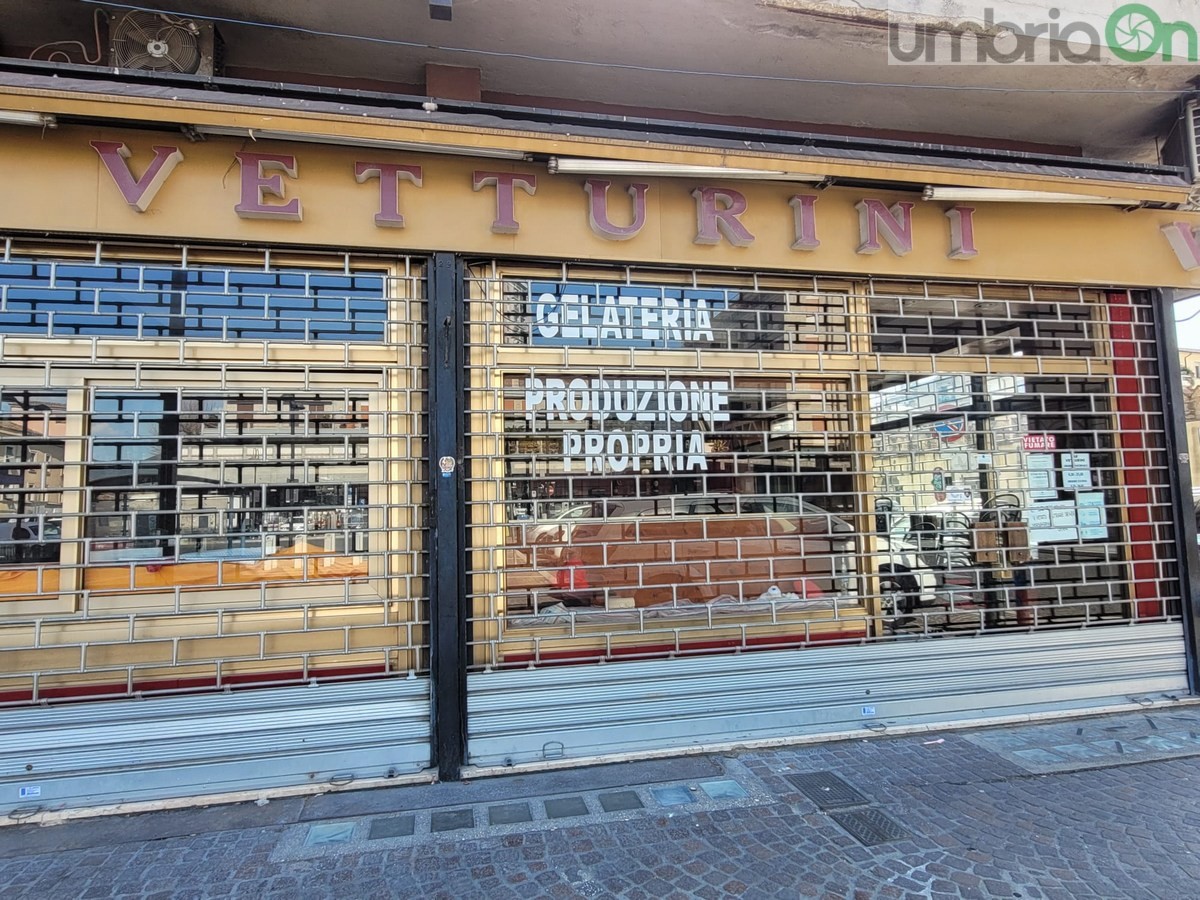 umbriaOn
VETTURINI V
GELATERIA
PRODUZIONE
PROPRIA
VIETATO
FUMARE